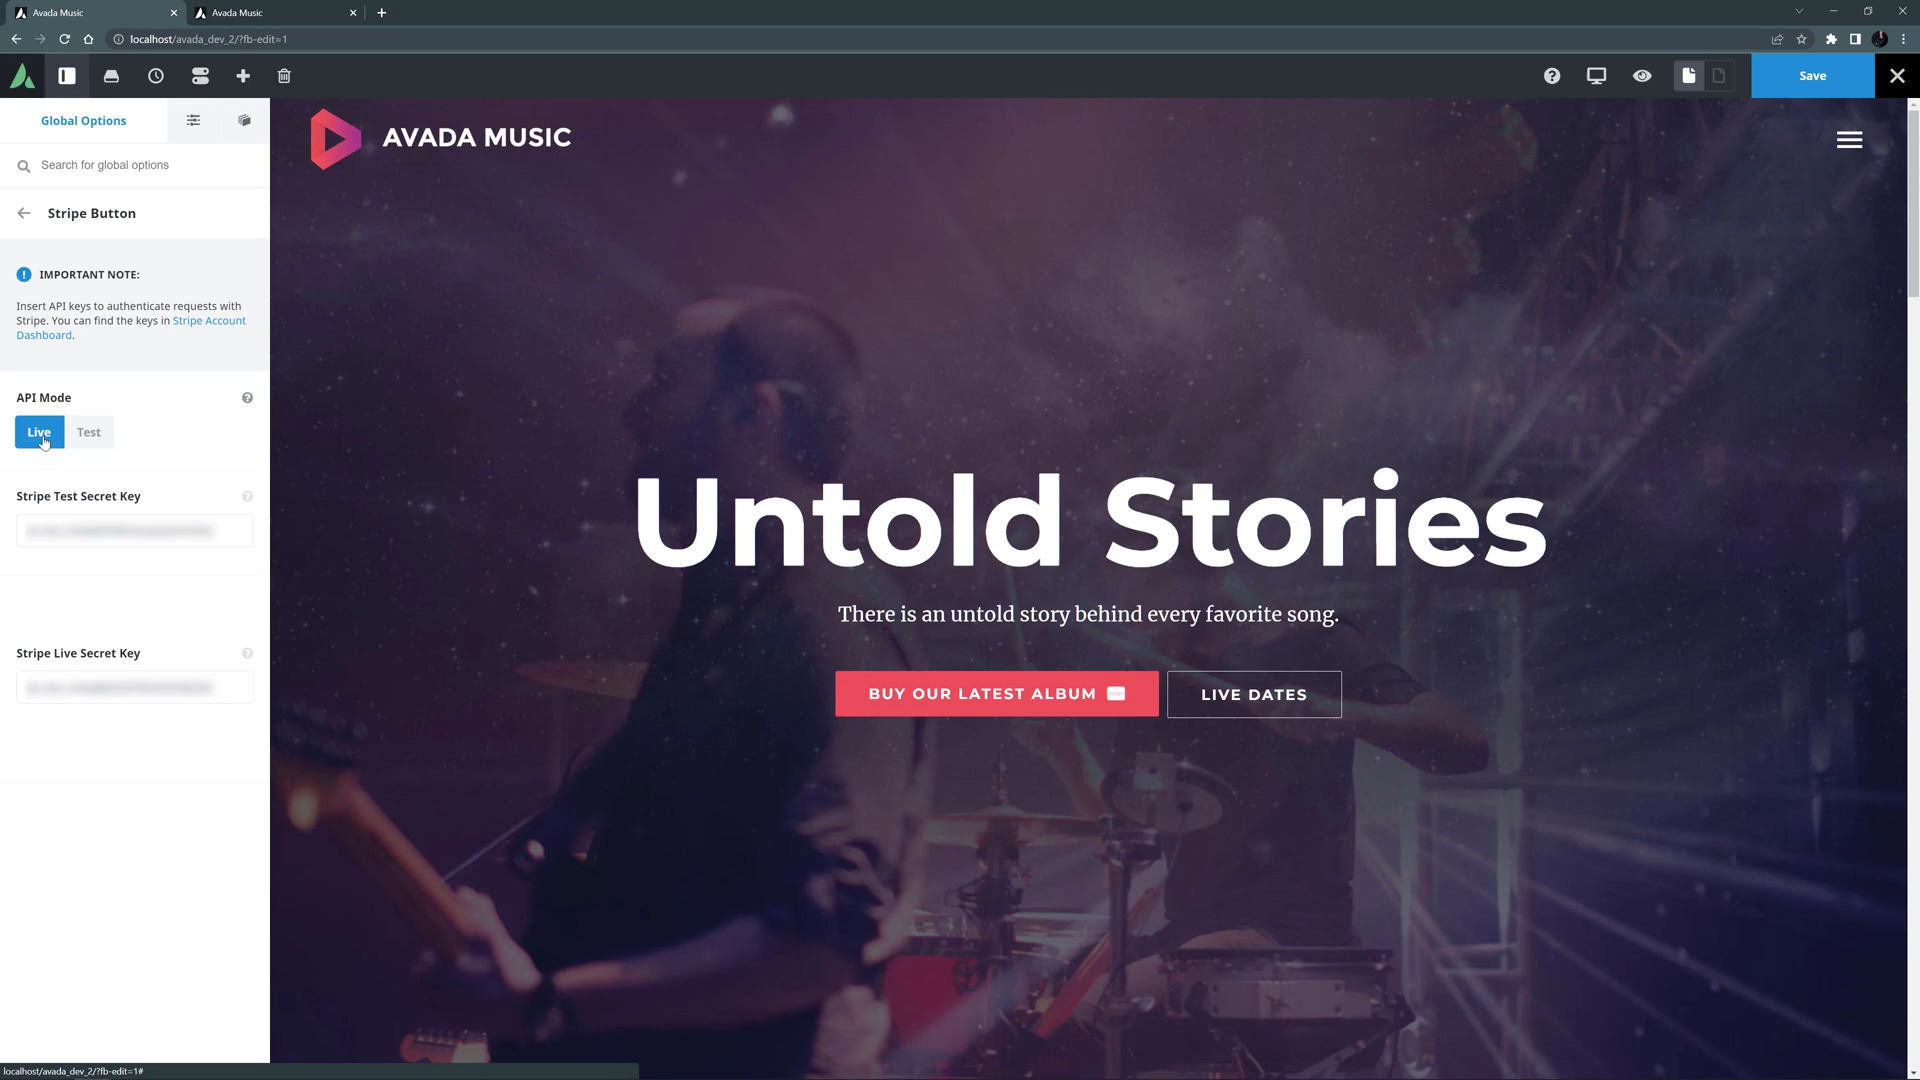 Avada Music
Avada Music
localhost/avada_dev_2/?fb-edit=1
Save
Global Options
Search for global options
Stripe Button
IMPORTANT NOTE:
Insert API keys to authenticate requests with
Stripe. You can find the keys in Stripe Account
Dashboard.
API Mode
Live Test
Stripe Test Secret Key
Stripe Live Secret Key
AVADA MUSIC
Untold Stories
There is an untold story behind every favorite song.
BUY OUR LATEST ALBUM
LIVE DATES
localhost/avada_dev_2/?fb-edit=1#